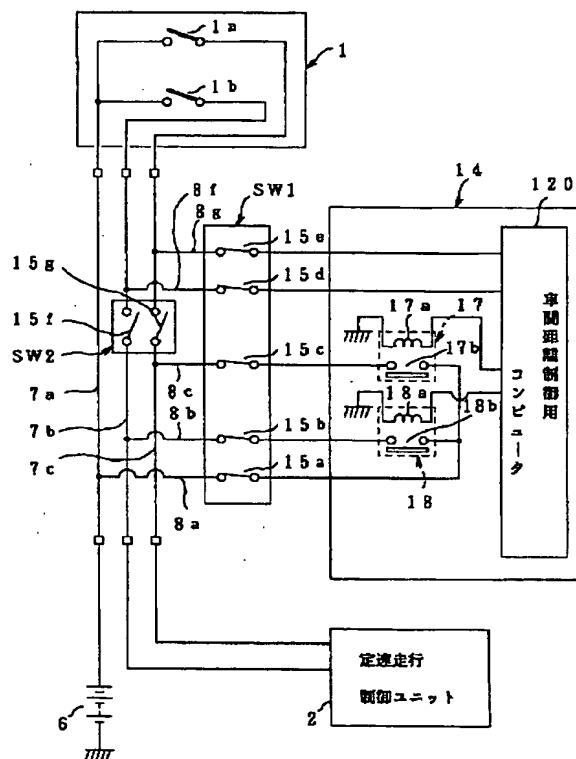 1a
1
1b
8f
8g
SW1
14
120
15e
15d
15g
15f
SW2
17a
17
17b
15c
8c
18a
8b
18b
15b
7a
7b
15a
7c
18
8a
車間距離制御用
コンピュータ
定速走行
制御ユニット
2
6